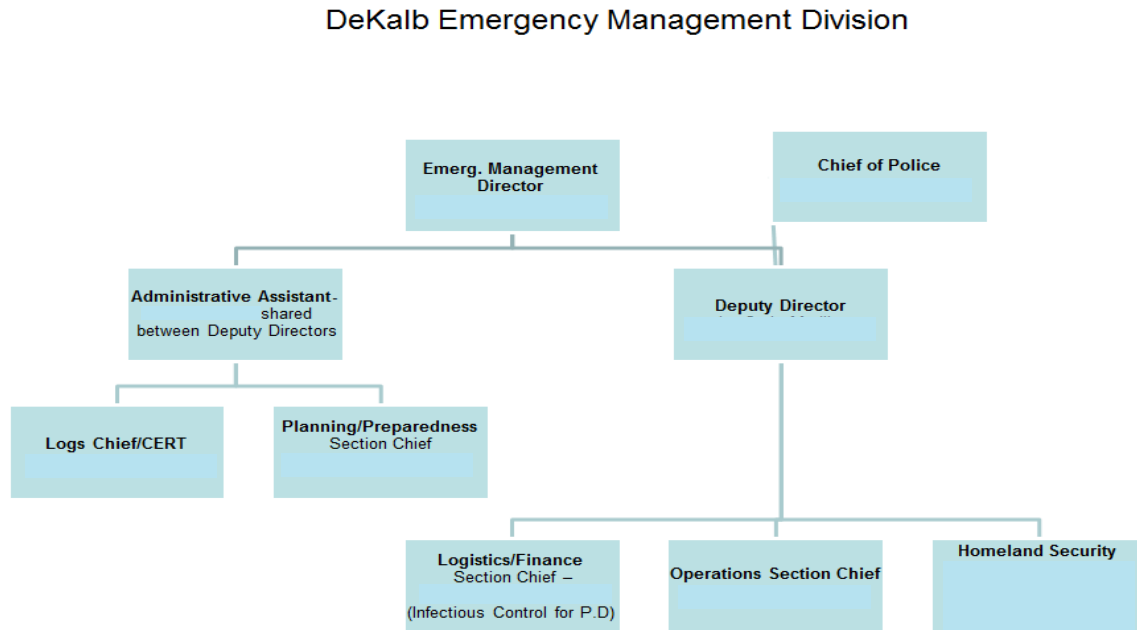 DeKalb Emergency Management Division
Emerg. Management
Director
Chief of Police
Administrative Assistant-
shared
between Deputy Directors
Deputy Director
Logs Chief/CERT
Planning/Preparedness
Section Chief
Logistics/Finance
Section Chief –
(Infectious Control for P.D)
Operations Section Chief
Homeland Security